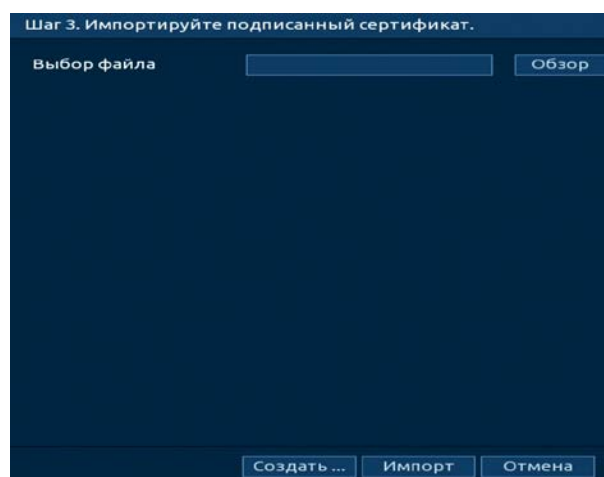 Шаг 3. Импортируйте подписанный сертификат.
Выбор файла Обзор
Создать ... Импорт Отмена